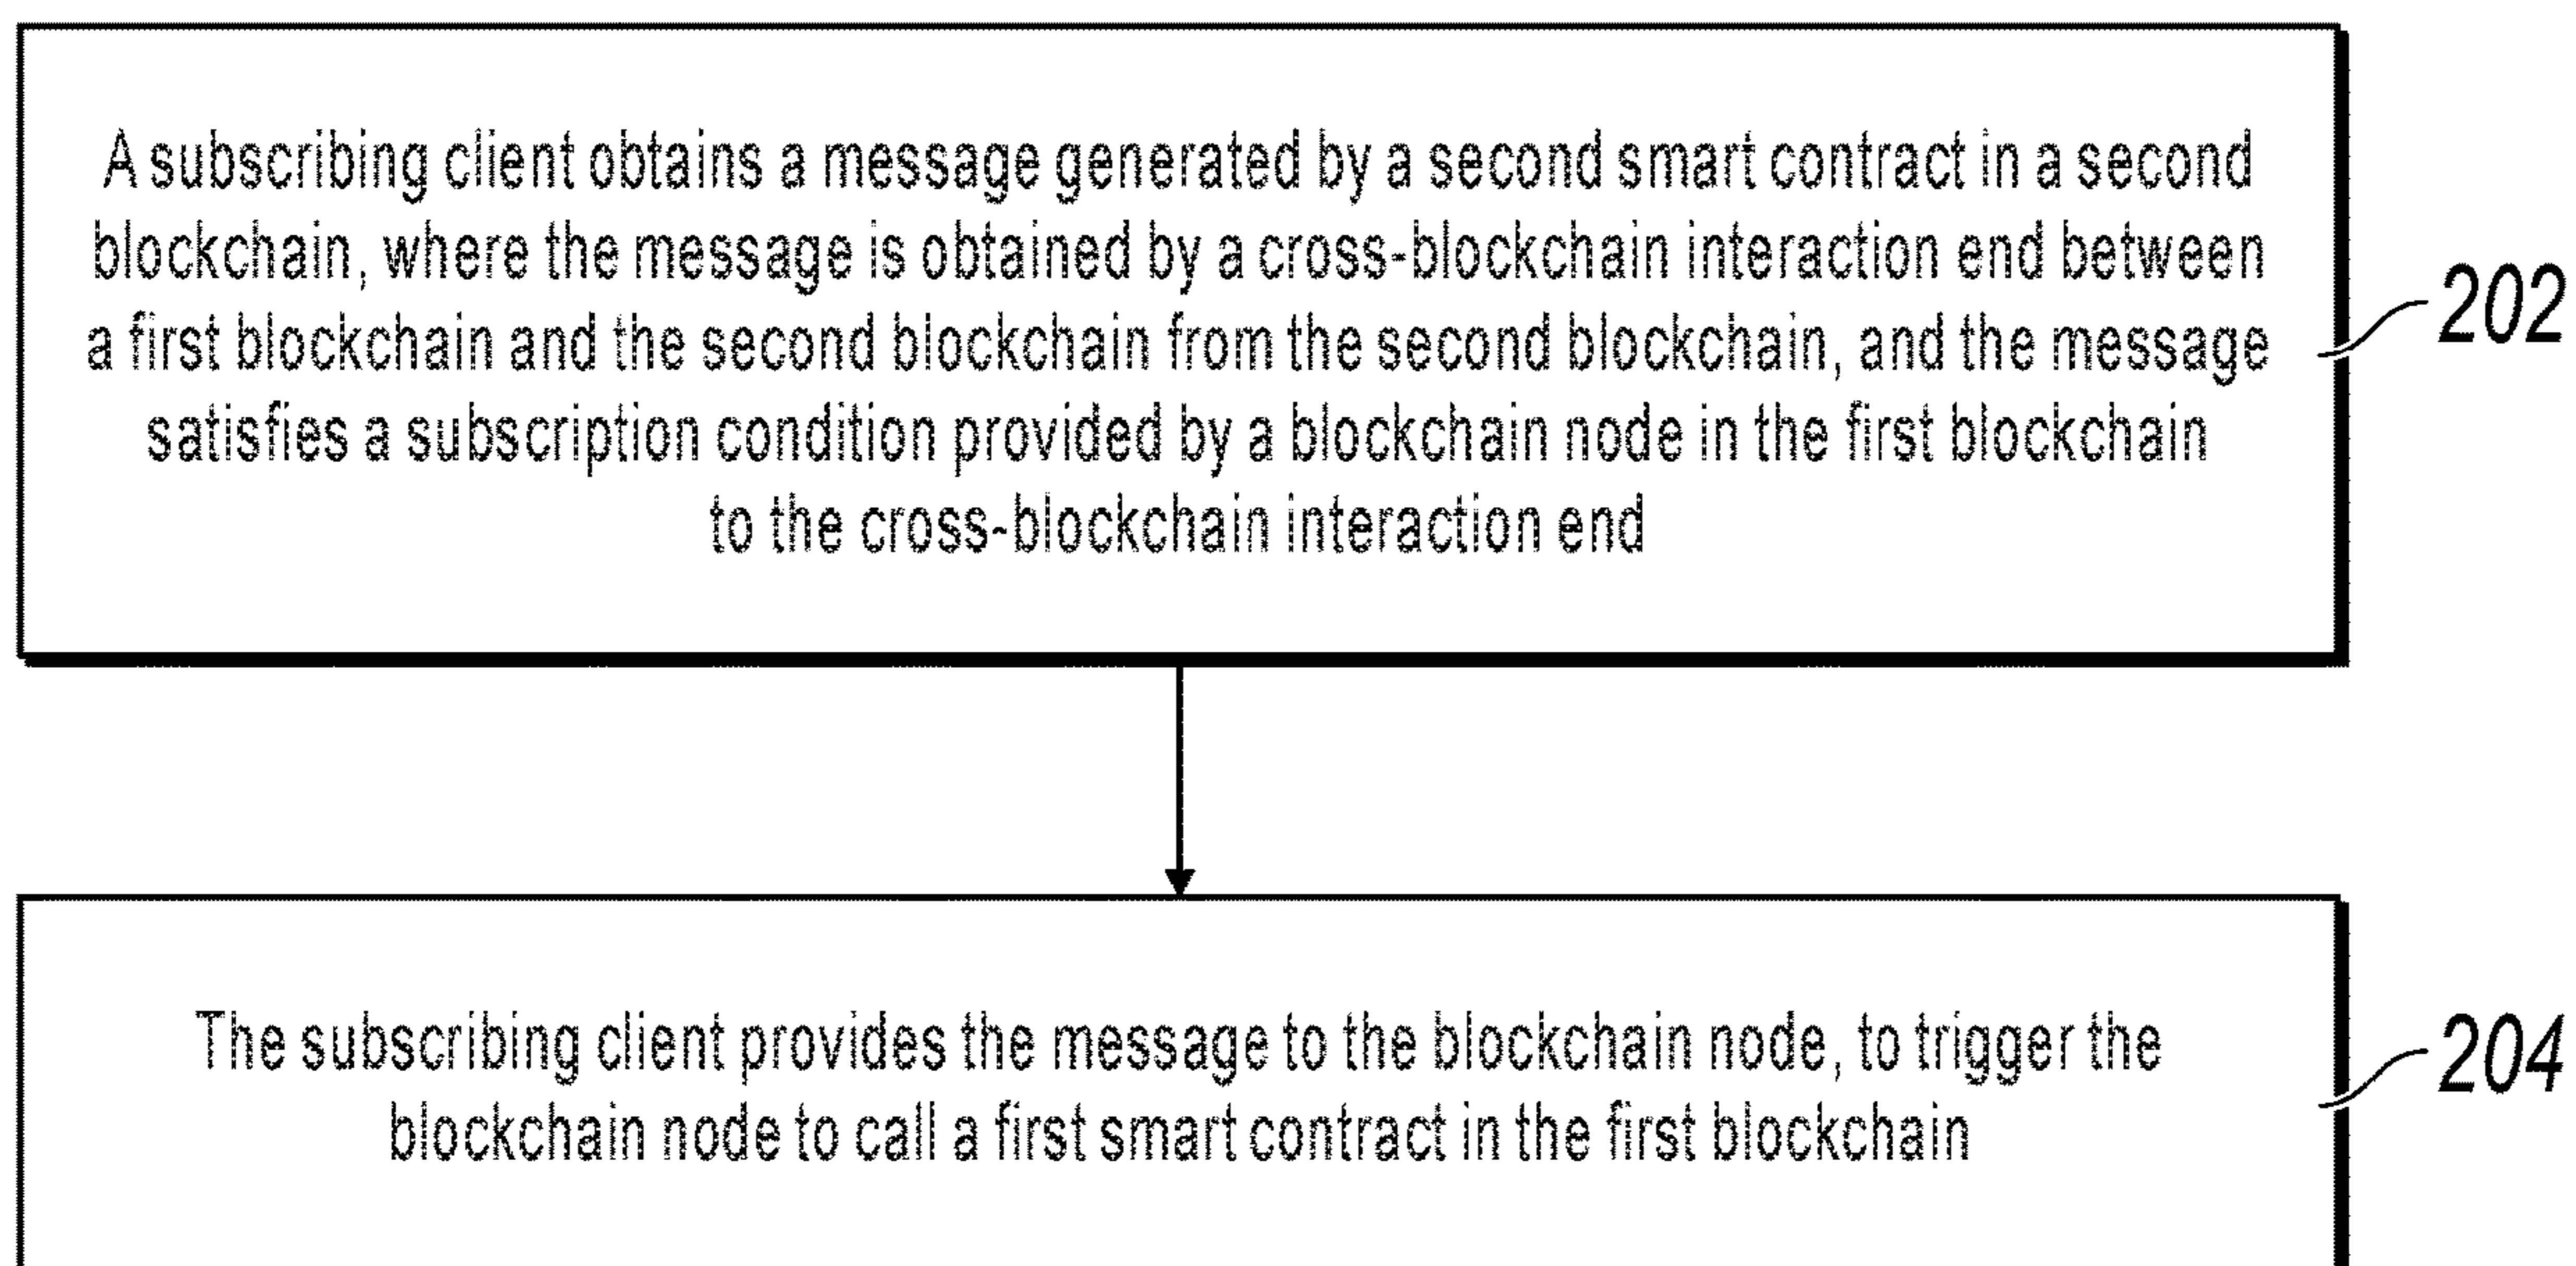 A subscribing client obtains a message generated by a second smart contract in a second
blockchain, where the message is obtained by a cross-blockchain interaction end between
a first blockchain and the second blockchain from the second blockchain, and the message
satisfies a subscription condition provided by a blockchain node in the first blockchain
to the cross-blockchain interaction end
202
The subscribing client provides the message to the blockchain node, to trigger the
blockchain node to call a first smart contract in the first blockchain
204